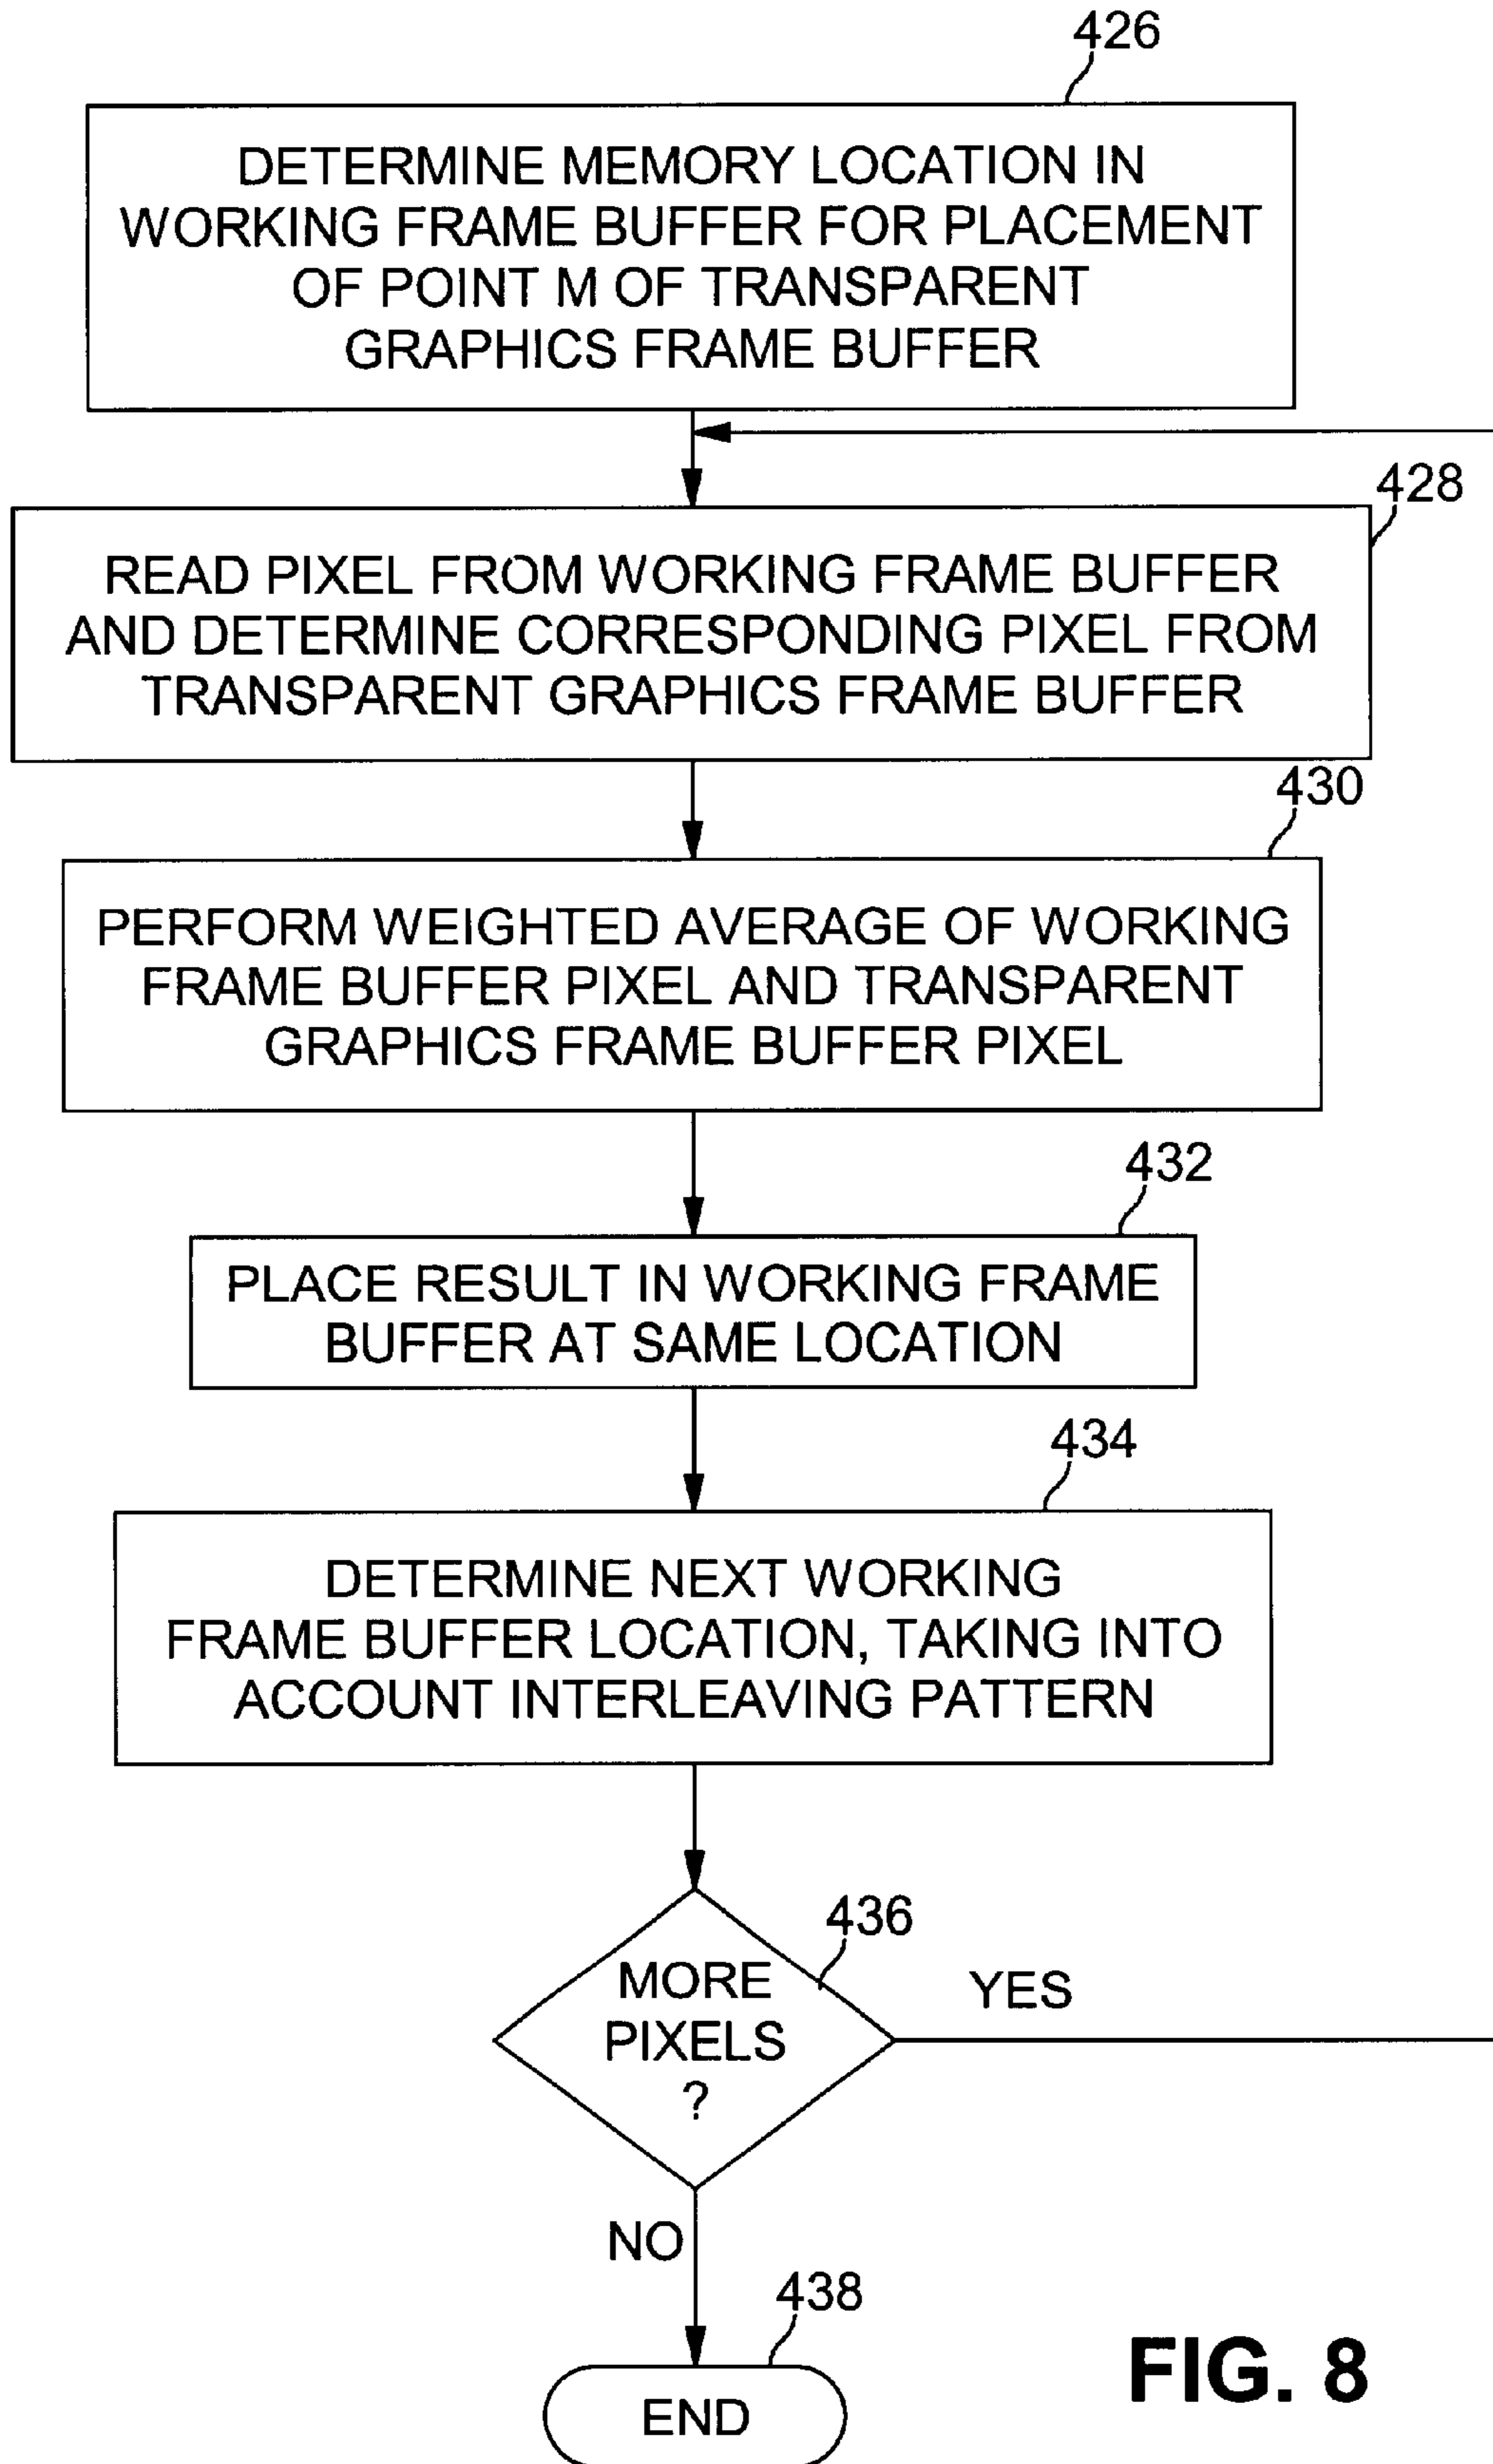 426
DETERMINE MEMORY LOCATION IN
WORKING FRAME BUFFER FOR PLACEMENT
OF POINT M OF TRANSPARENT
GRAPHICS FRAME BUFFER
428
READ PIXEL FROM WORKING FRAME BUFFER
AND DETERMINE CORRESPONDING PIXEL FROM
TRANSPARENT GRAPHICS FRAME BUFFER
430
PERFORM WEIGHTED AVERAGE OF WORKING
FRAME BUFFER PIXEL AND TRANSPARENT
GRAPHICS FRAME BUFFER PIXEL
432
PLACE RESULT IN WORKING FRAME
BUFFER AT SAME LOCATION
434
DETERMINE NEXT WORKING
FRAME BUFFER LOCATION, TAKING INTO
ACCOUNT INTERLEAVING PATTERN
436
MORE
PIXELS
?
YES
NO
438
END
FIG. 8